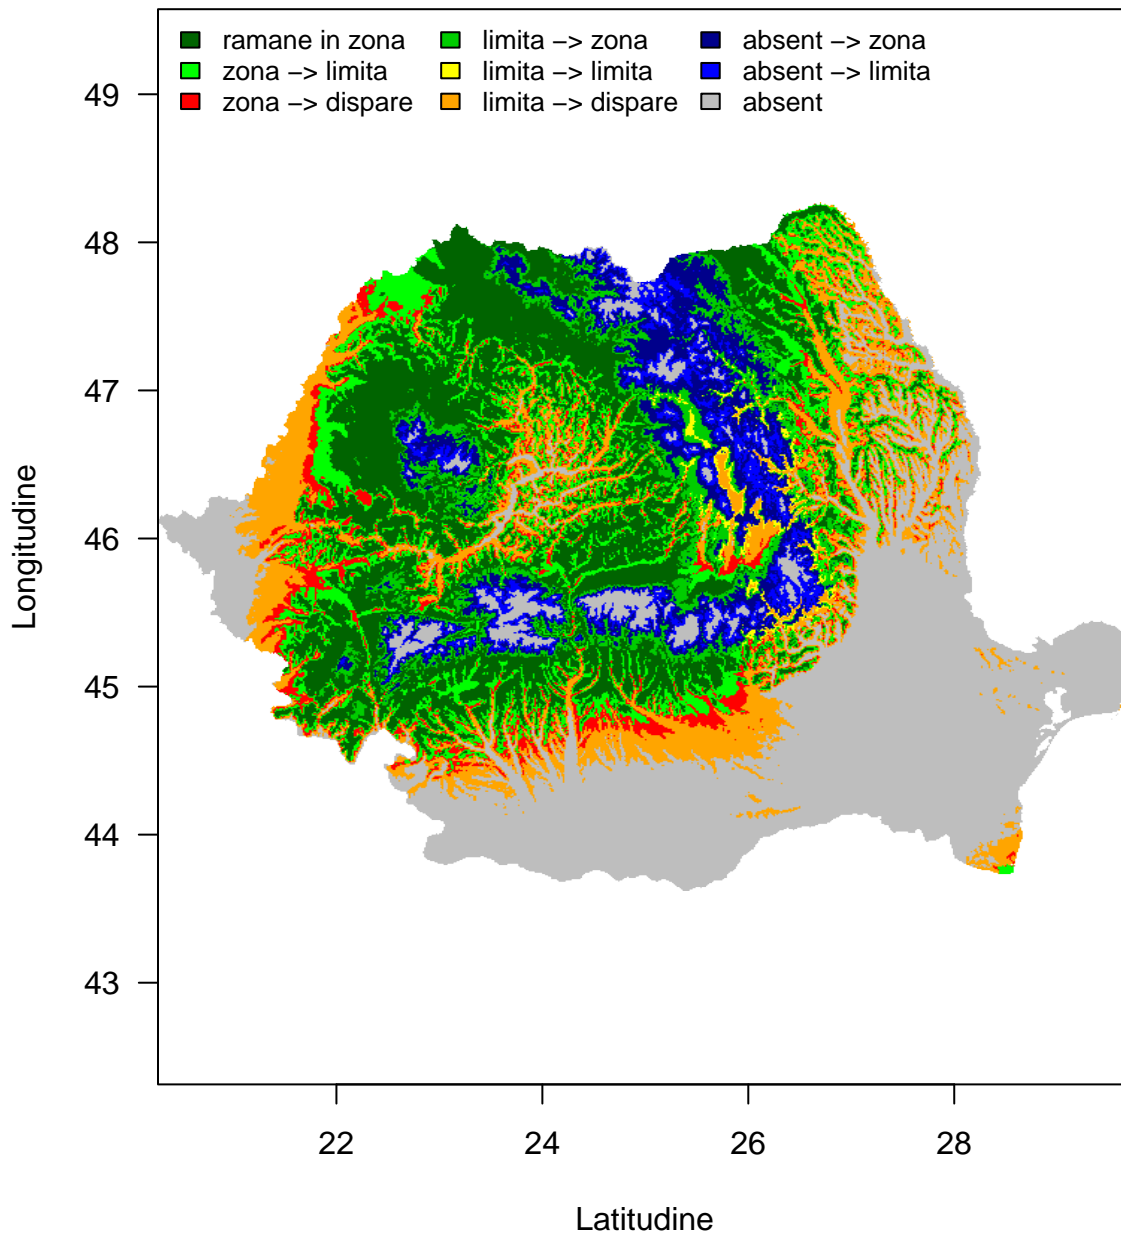 ramane in zona limita −> zona absent −> zona
zona −> limita limita −> limita absent −> limita
zona −> dispare limita −> dispare absent
49
48
47
46
45
44
43
Longitudine
22 24 26 28
Latitudine